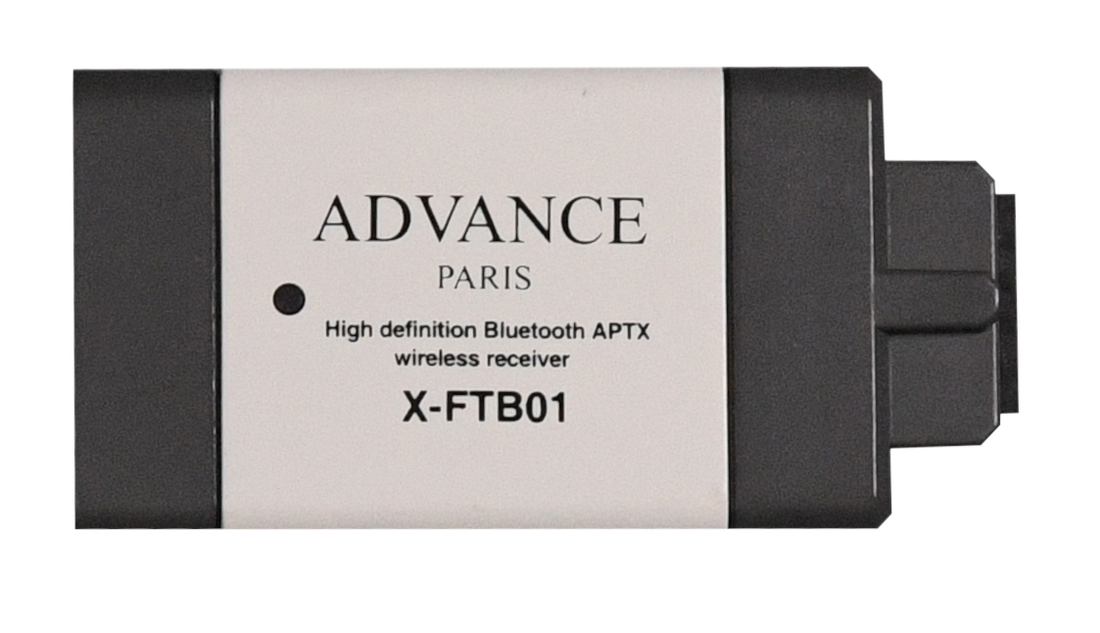 ADVANCE
PARIS
High definition Bluetooth APTX
wireless receiver
X-FTB01